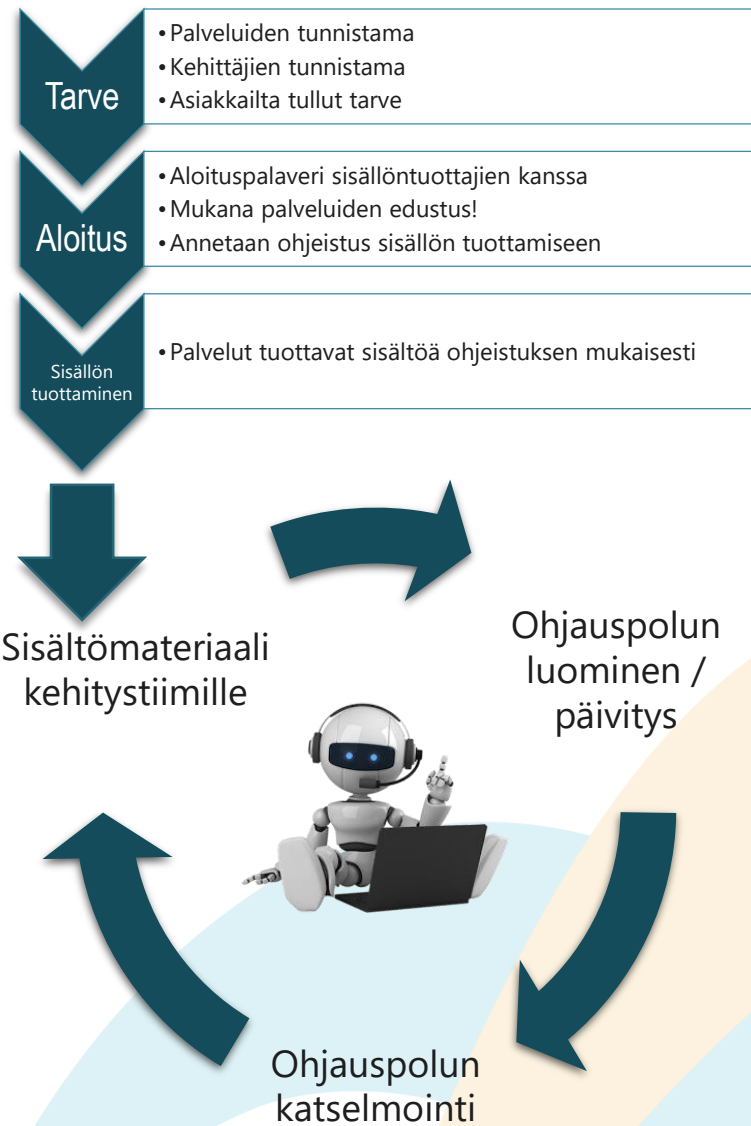 Tarve
• Palveluiden tunnistama
• Kehittäjien tunnistama
• Asiakkailta tullut tarve
Aloitus
• Aloituspalaveri sisällöntuottajien kanssa
• Mukana palveluiden edustus!
• Annetaan ohjeistus sisällön tuottamiseen
Sisällön
tuottaminen
• Palvelut tuottavat sisältöä ohjeistuksen mukaisesti
Sisältömateriaali
kehitystiimille
Ohjauspolun
luominen /
päivitys
Ohjauspolun
katselmointi